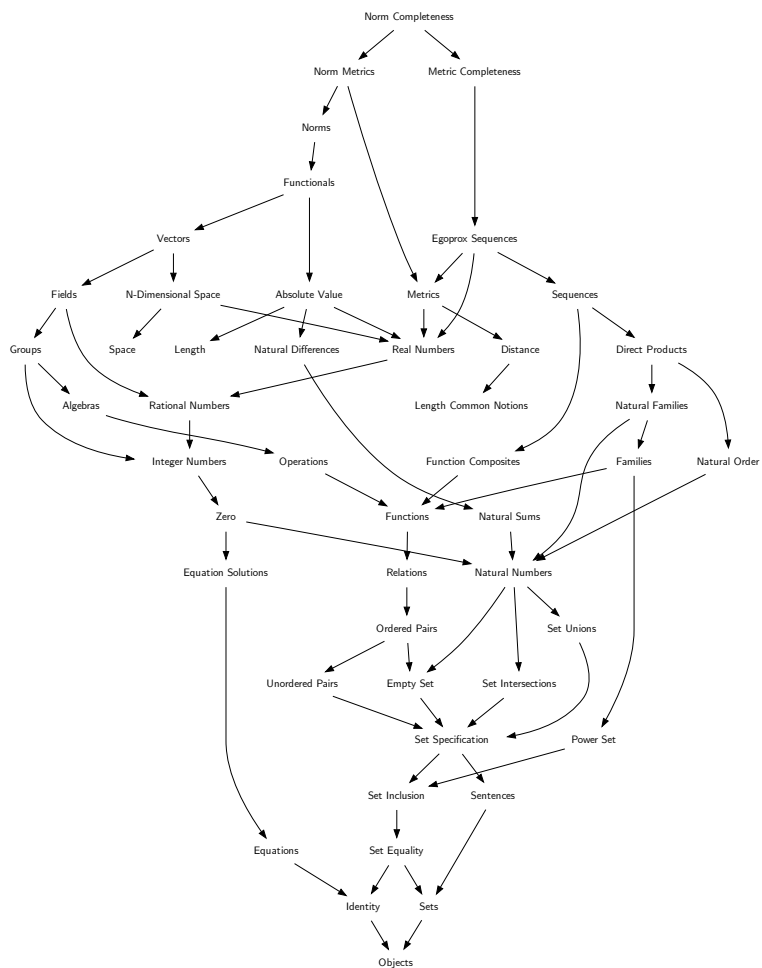 Norm Completeness
Norm Metrics
Metric Completeness
Norms
Functionals
Vectors
Egoprox Sequences
Fields
N-Dimensional Space
Absolute Value
Metrics
Sequences
Groups
Space
Length
Natural Differences
Real Numbers
Distance
Direct Products
Algebras
Rational Numbers
Length Common Notions
Natural Families
Integer Numbers
Operations
Function Composites
Families
Natural Order
Zero
Functions
Natural Sums
Equation Solutions
Relations
Natural Numbers
Ordered Pairs
Set Unions
Unordered Pairs
Empty Set
Set Intersections
Set Specification
Power Set
Set Inclusion
Sentences
Equations
Set Equality
Identity
Sets
Objects